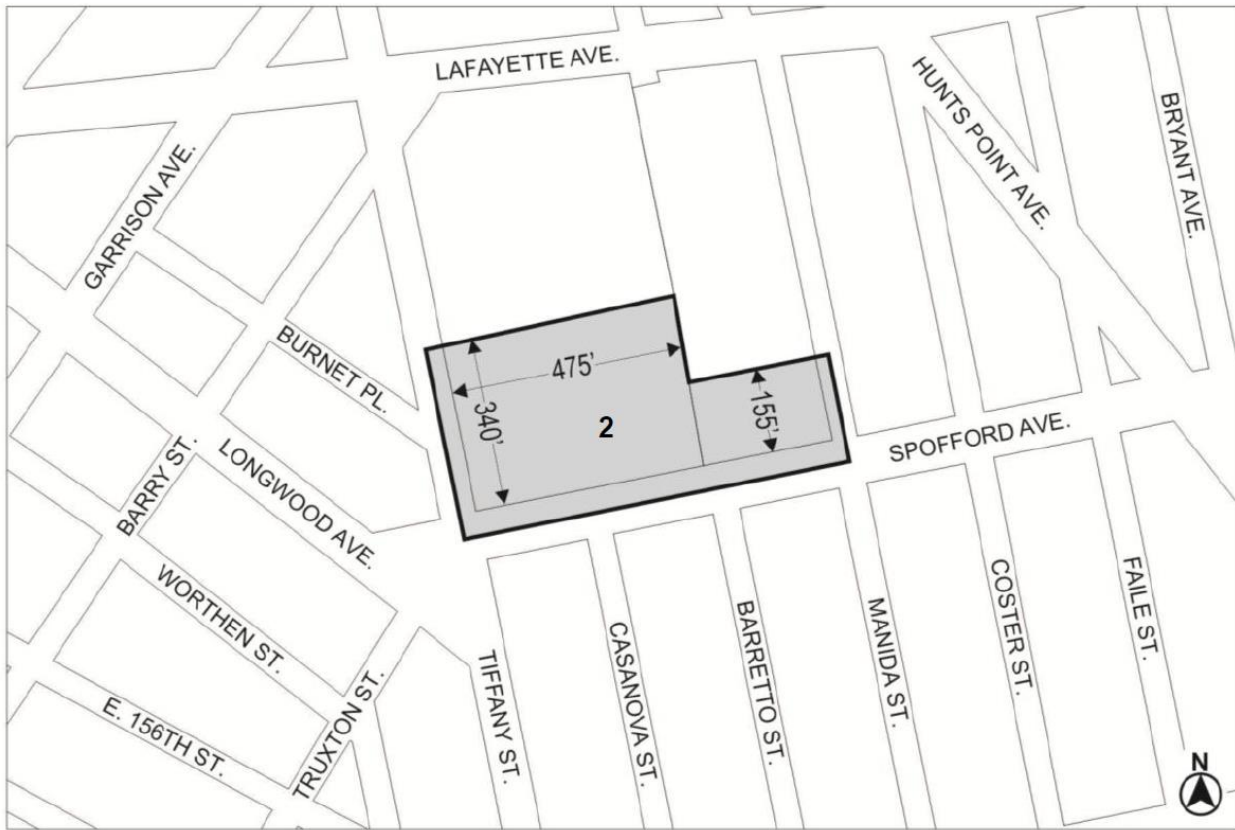 LAFAYETTE AVE.
HUNTS POINT AVE.
BRYANT AVE.
GARRISON AVE.
BURNET PL.
475'
340'
2
155'
SPOFFORD AVE.
BARRY ST.
LONGWOOD AVE.
WORTHEN ST.
E. 156TH ST.
TRUXTON ST.
TIFFANY ST.
CASANOVA ST.
BARRETTO ST.
MANIDA ST.
COSTER ST.
FAILE ST.
N